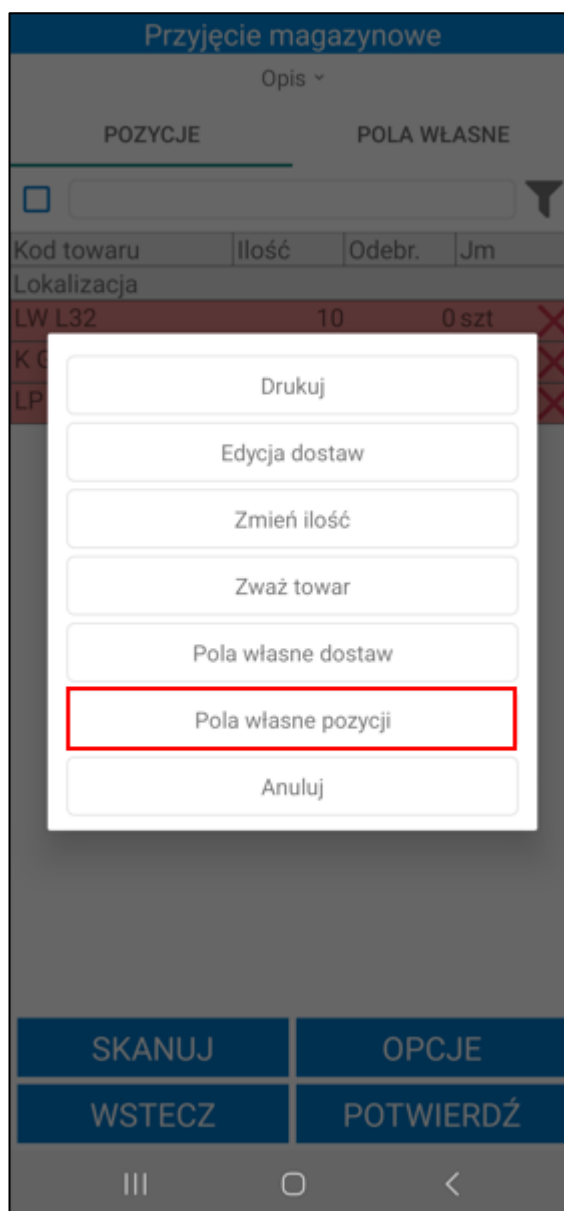 Przyjęcie magazynowe
Opis
POZYCJE POLA WŁASNE
Kod towaru Ilość Odebr. Jm
Lokalizacja
LW L32 10 0 szt
K
LP
Drukuj
Edycja dostaw
Zmień ilość
Zważ towar
Pola własne dostaw
Pola własne pozycji
Anuluj
SKANUJ OPCJE
WSTECZ POTWIERDŹ